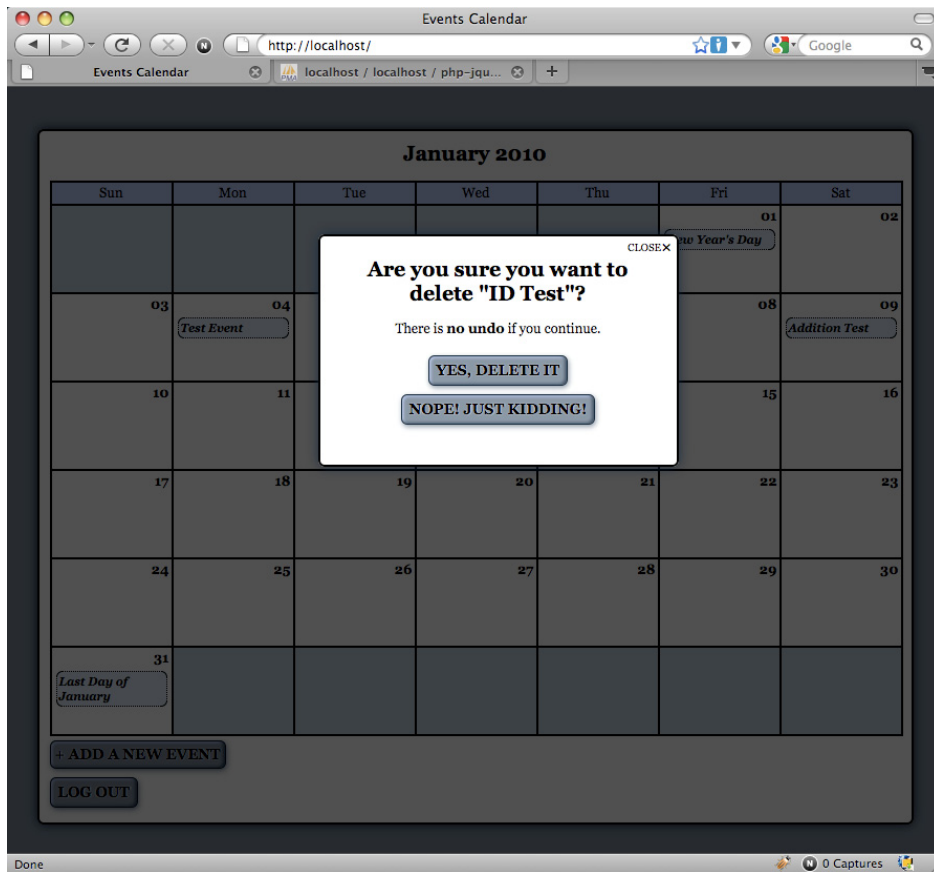 Events Calendar
http://localhost/
Google
Events Calendar
localhost / localhost / php-jqu...
January 2010
Sun Mon Tue Wed Thu Fri Sat
01 02
New Year's Day
CLOSE✕
Are you sure you want to
delete "ID Test"?
There is no undo if you continue.
YES, DELETE IT
NOPE! JUST KIDDING!
03 04 08 09
Test Event Addition Test
10 11 15 16
17 18 19 20 21 22 23
24 25 26 27 28 29 30
31
Last Day of
January
+ ADD A NEW EVENT
LOG OUT
Done
0 Captures